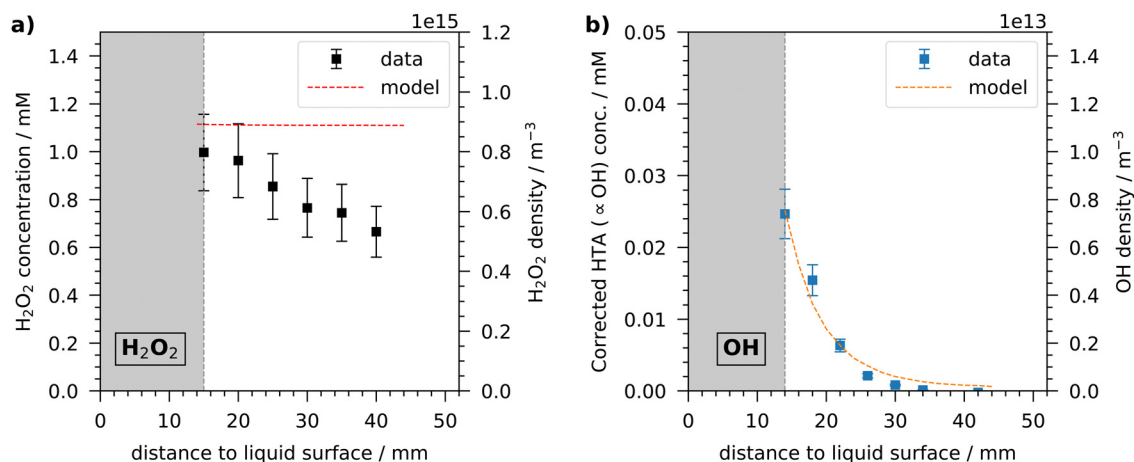 a)
1e15
1.5
1.4
1.2
1.0
0.8
0.6
0.4
0.2
0.0
H₂O₂ concentration / mM
data
model
H₂O₂
1.2
1.0
0.8
0.6
0.4
0.2
0.0
H₂O₂ density / m⁻³
0 10 20 30 40 50
distance to liquid surface / mm
b)
1e13
0.05
0.04
0.03
0.02
0.01
0.00
Corrected HTA ( ∝ OH) conc. / mM
data
model
OH
1.4
1.2
1.0
0.8
0.6
0.4
0.2
0.0
OH density / m⁻³
0 10 20 30 40 50
distance to liquid surface / mm